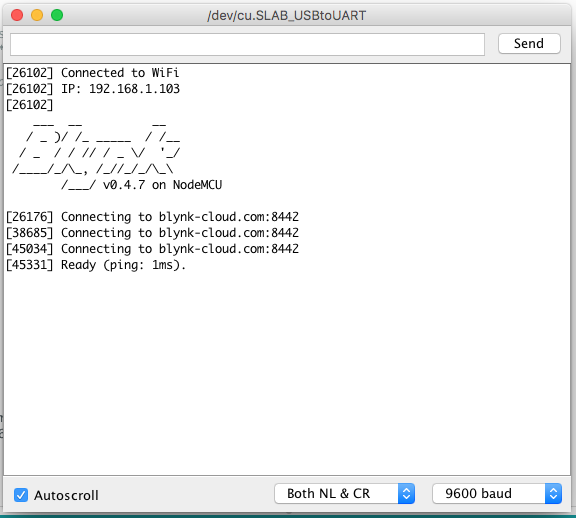 /dev/cu.SLAB_USBtoUART
Send
[26102] Connected to WiFi
[26102] IP: 192.168.1.103
[26102]
    ___  __          __
   / _ )/ /_ _____  / /__
  / _  / / // / _ \/  '_/
 /____/_/\_, /_//_/_/\_\
        /___/ v0.4.7 on NodeMCU
[26176] Connecting to blynk-cloud.com:8442
[38685] Connecting to blynk-cloud.com:8442
[45034] Connecting to blynk-cloud.com:8442
[45331] Ready (ping: 1ms).
Autoscroll
Both NL & CR
9600 baud